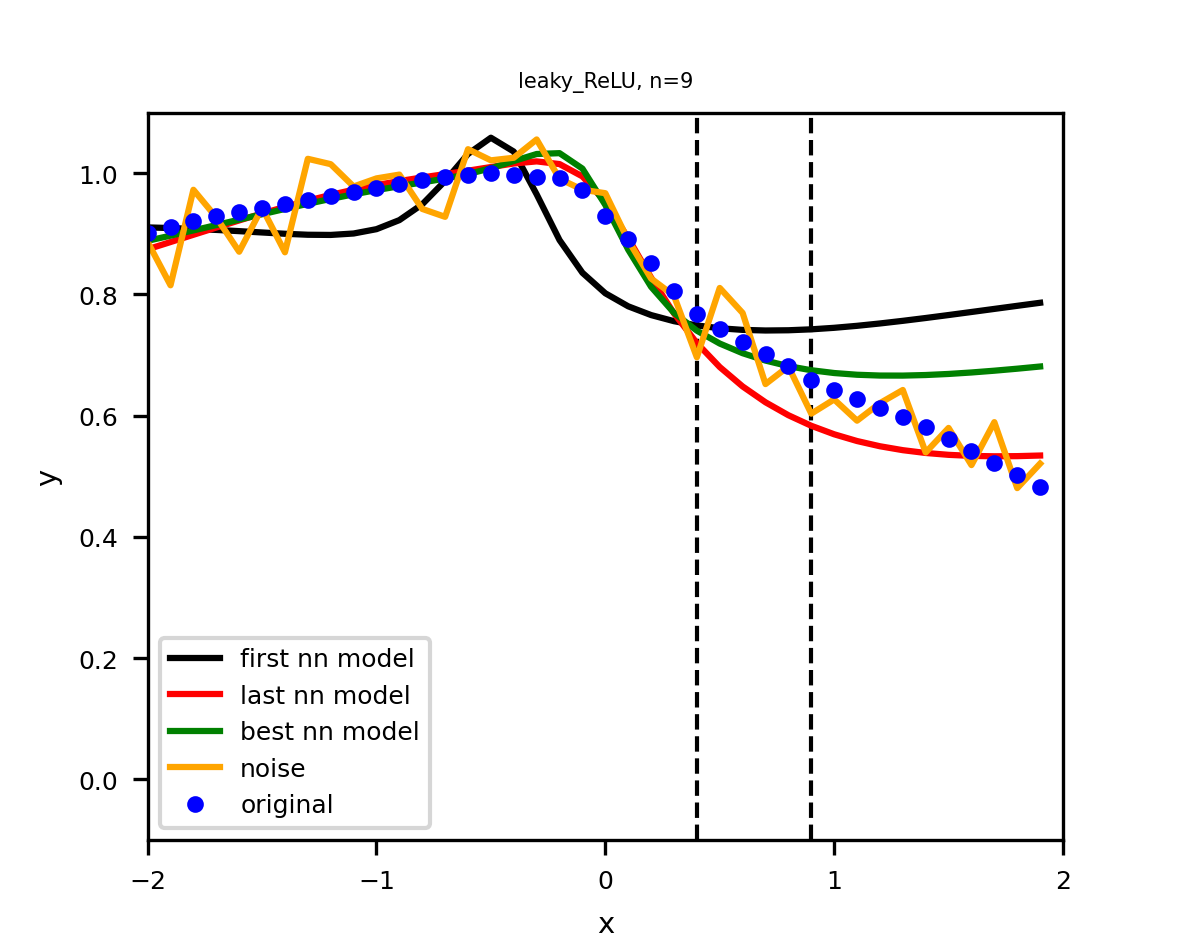 leaky_ReLU, n=9
1.0
0.8
0.6
0.4
0.2
0.0
y
first nn model
last nn model
best nn model
noise
original
−2
−1
0
1
2
x